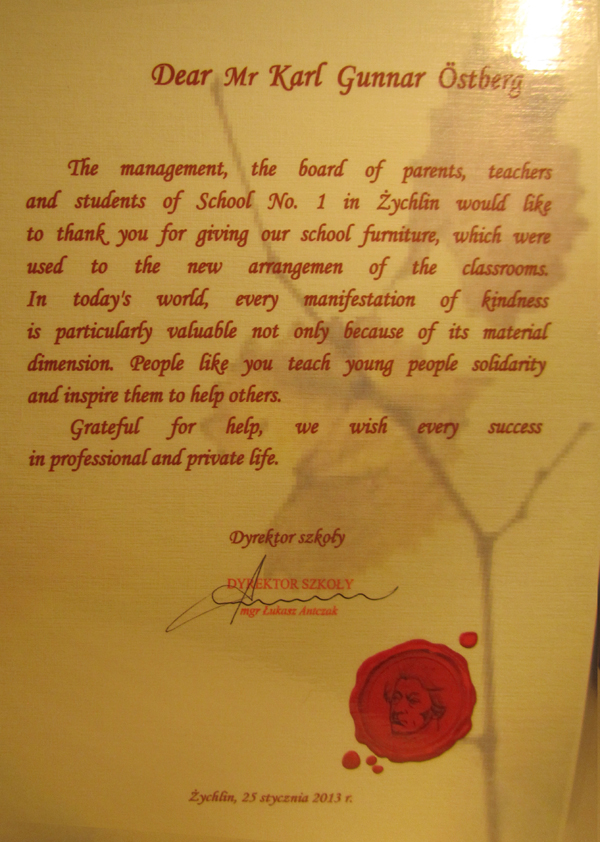 Dear Mr Karl Gunnar Östberg
The management, the board of parents, teachers
and students of School No. 1 in Żychlin would like
to thank you for giving our school furniture, which were
used to the new arrangemen of the classrooms.
In today's world, every manifestation of kindness
is particularly valuable not only because of its material
dimension. People like you teach young people solidarity
and inspire them to help others.
Grateful for help, we wish every success
in professional and private life.
Dyrektor szkoły
DYREKTOR SZKOŁY
mgr Łukasz Antczak
Żychlin, 25 stycznia 2013 r.